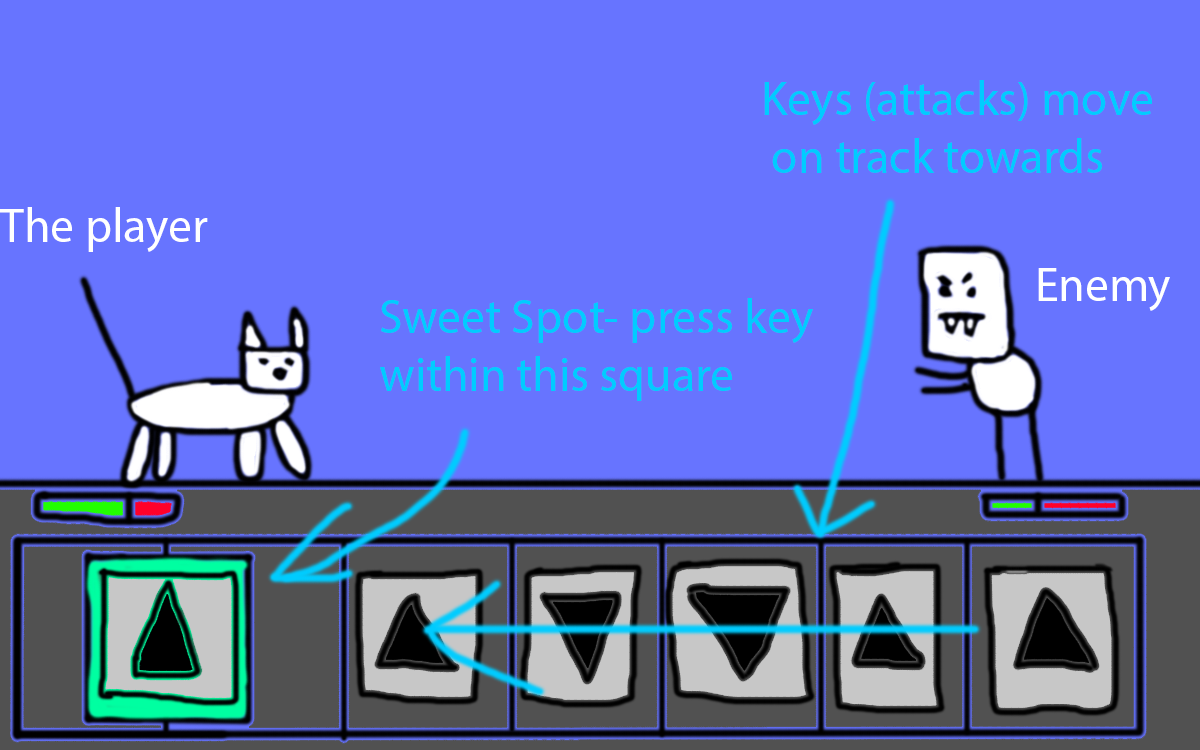 Keys (attacks) move
on track towards
The player
Enemy
Sweet Spot- press key
within this square